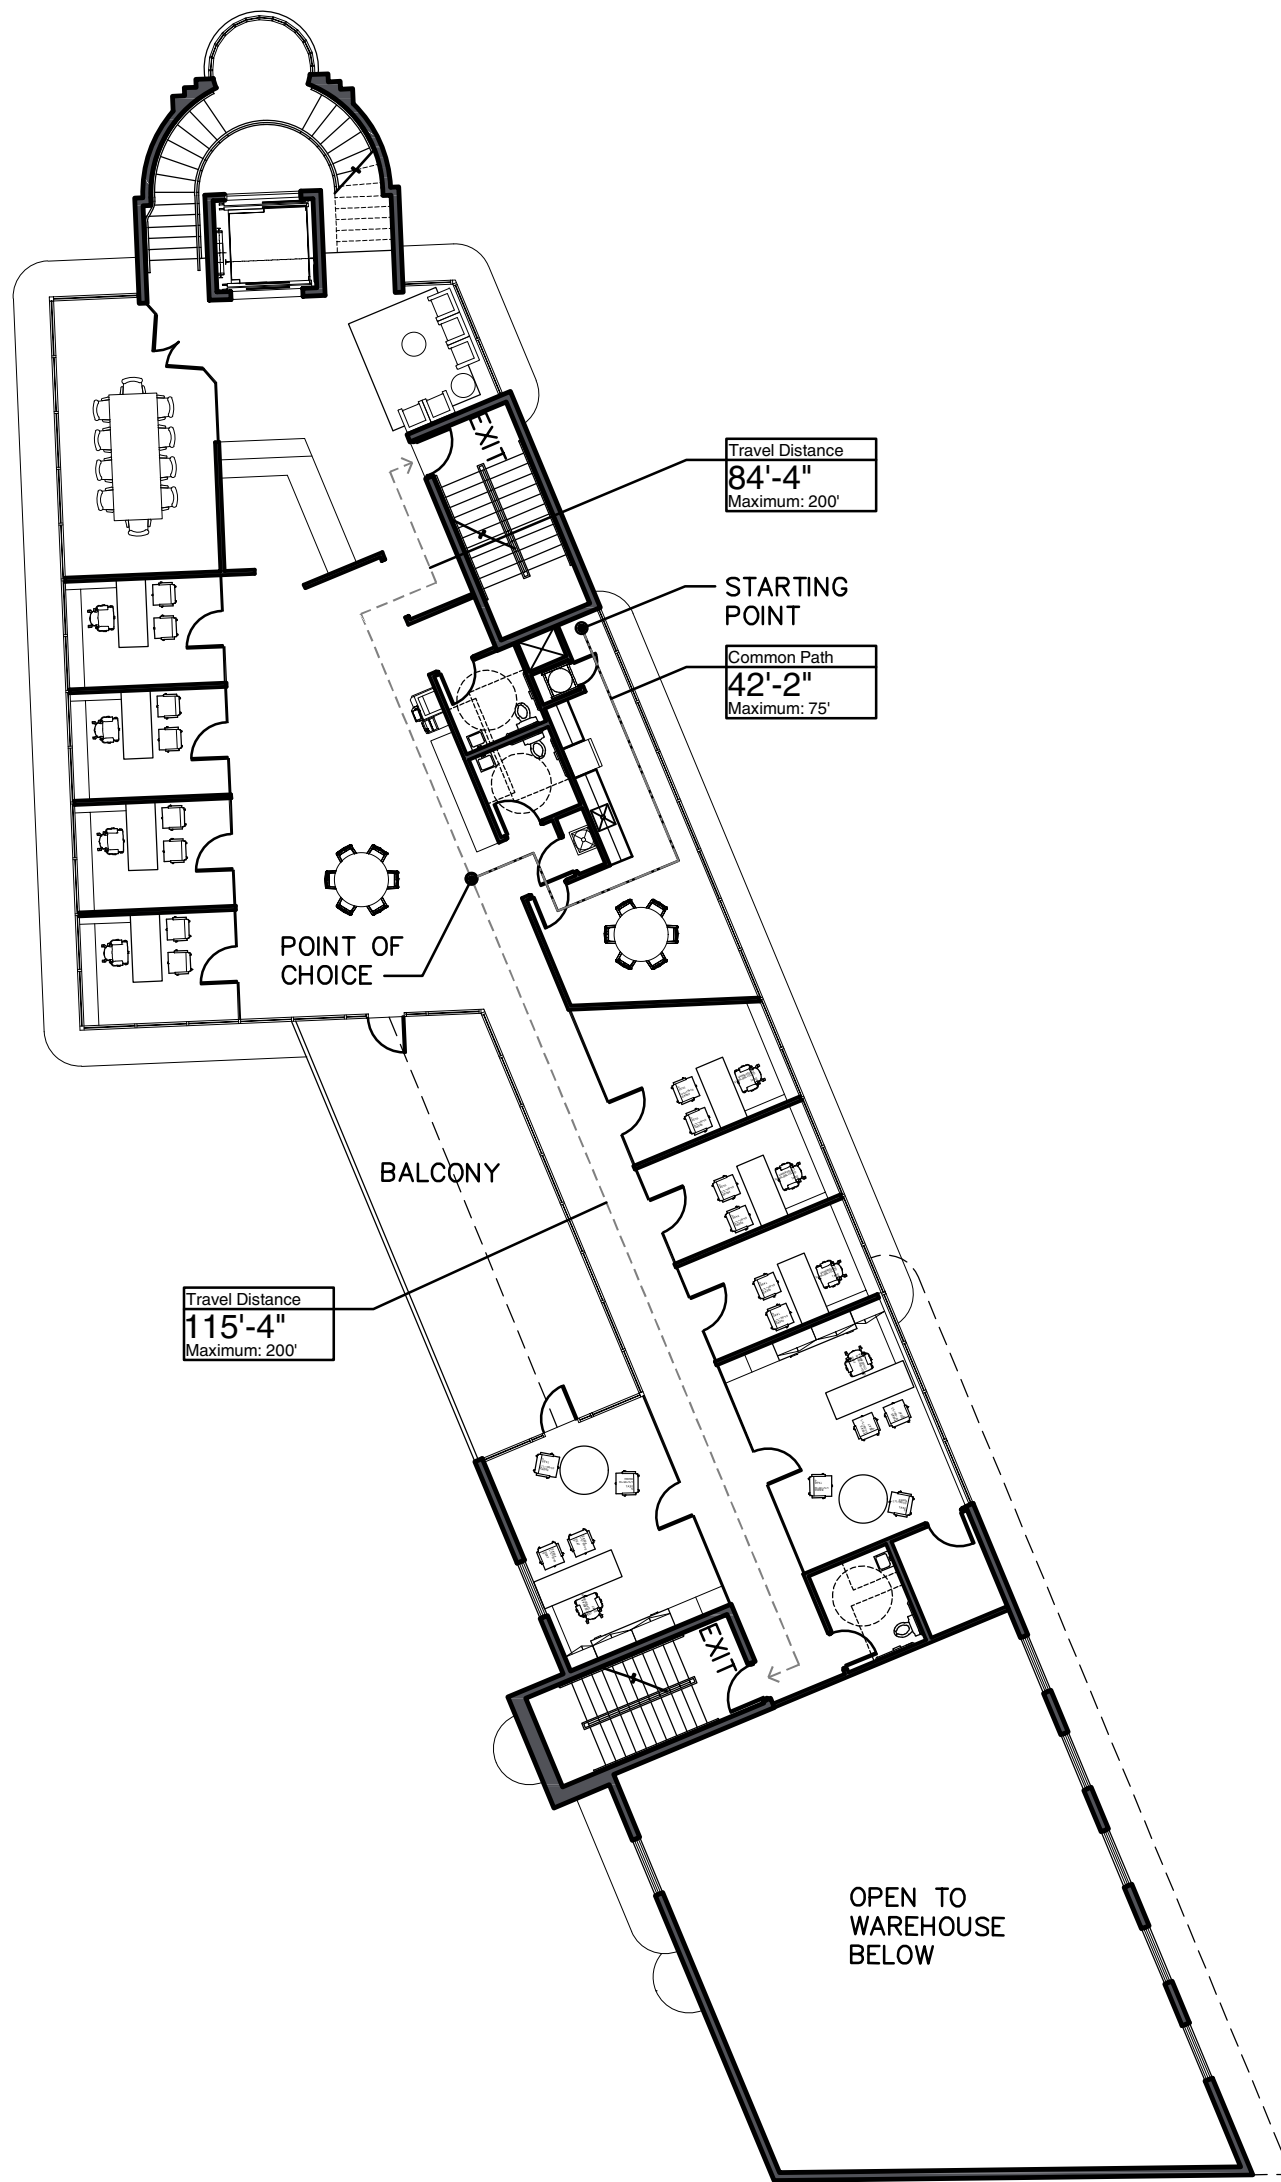 EXIT
Travel Distance
84'-4"
Maximum: 200'
STARTING
POINT
Common Path
42'-2"
Maximum: 75'
POINT OF
CHOICE
BALCONY
Travel Distance
115'-4"
Maximum: 200'
EXIT
OPEN TO
WAREHOUSE
BELOW